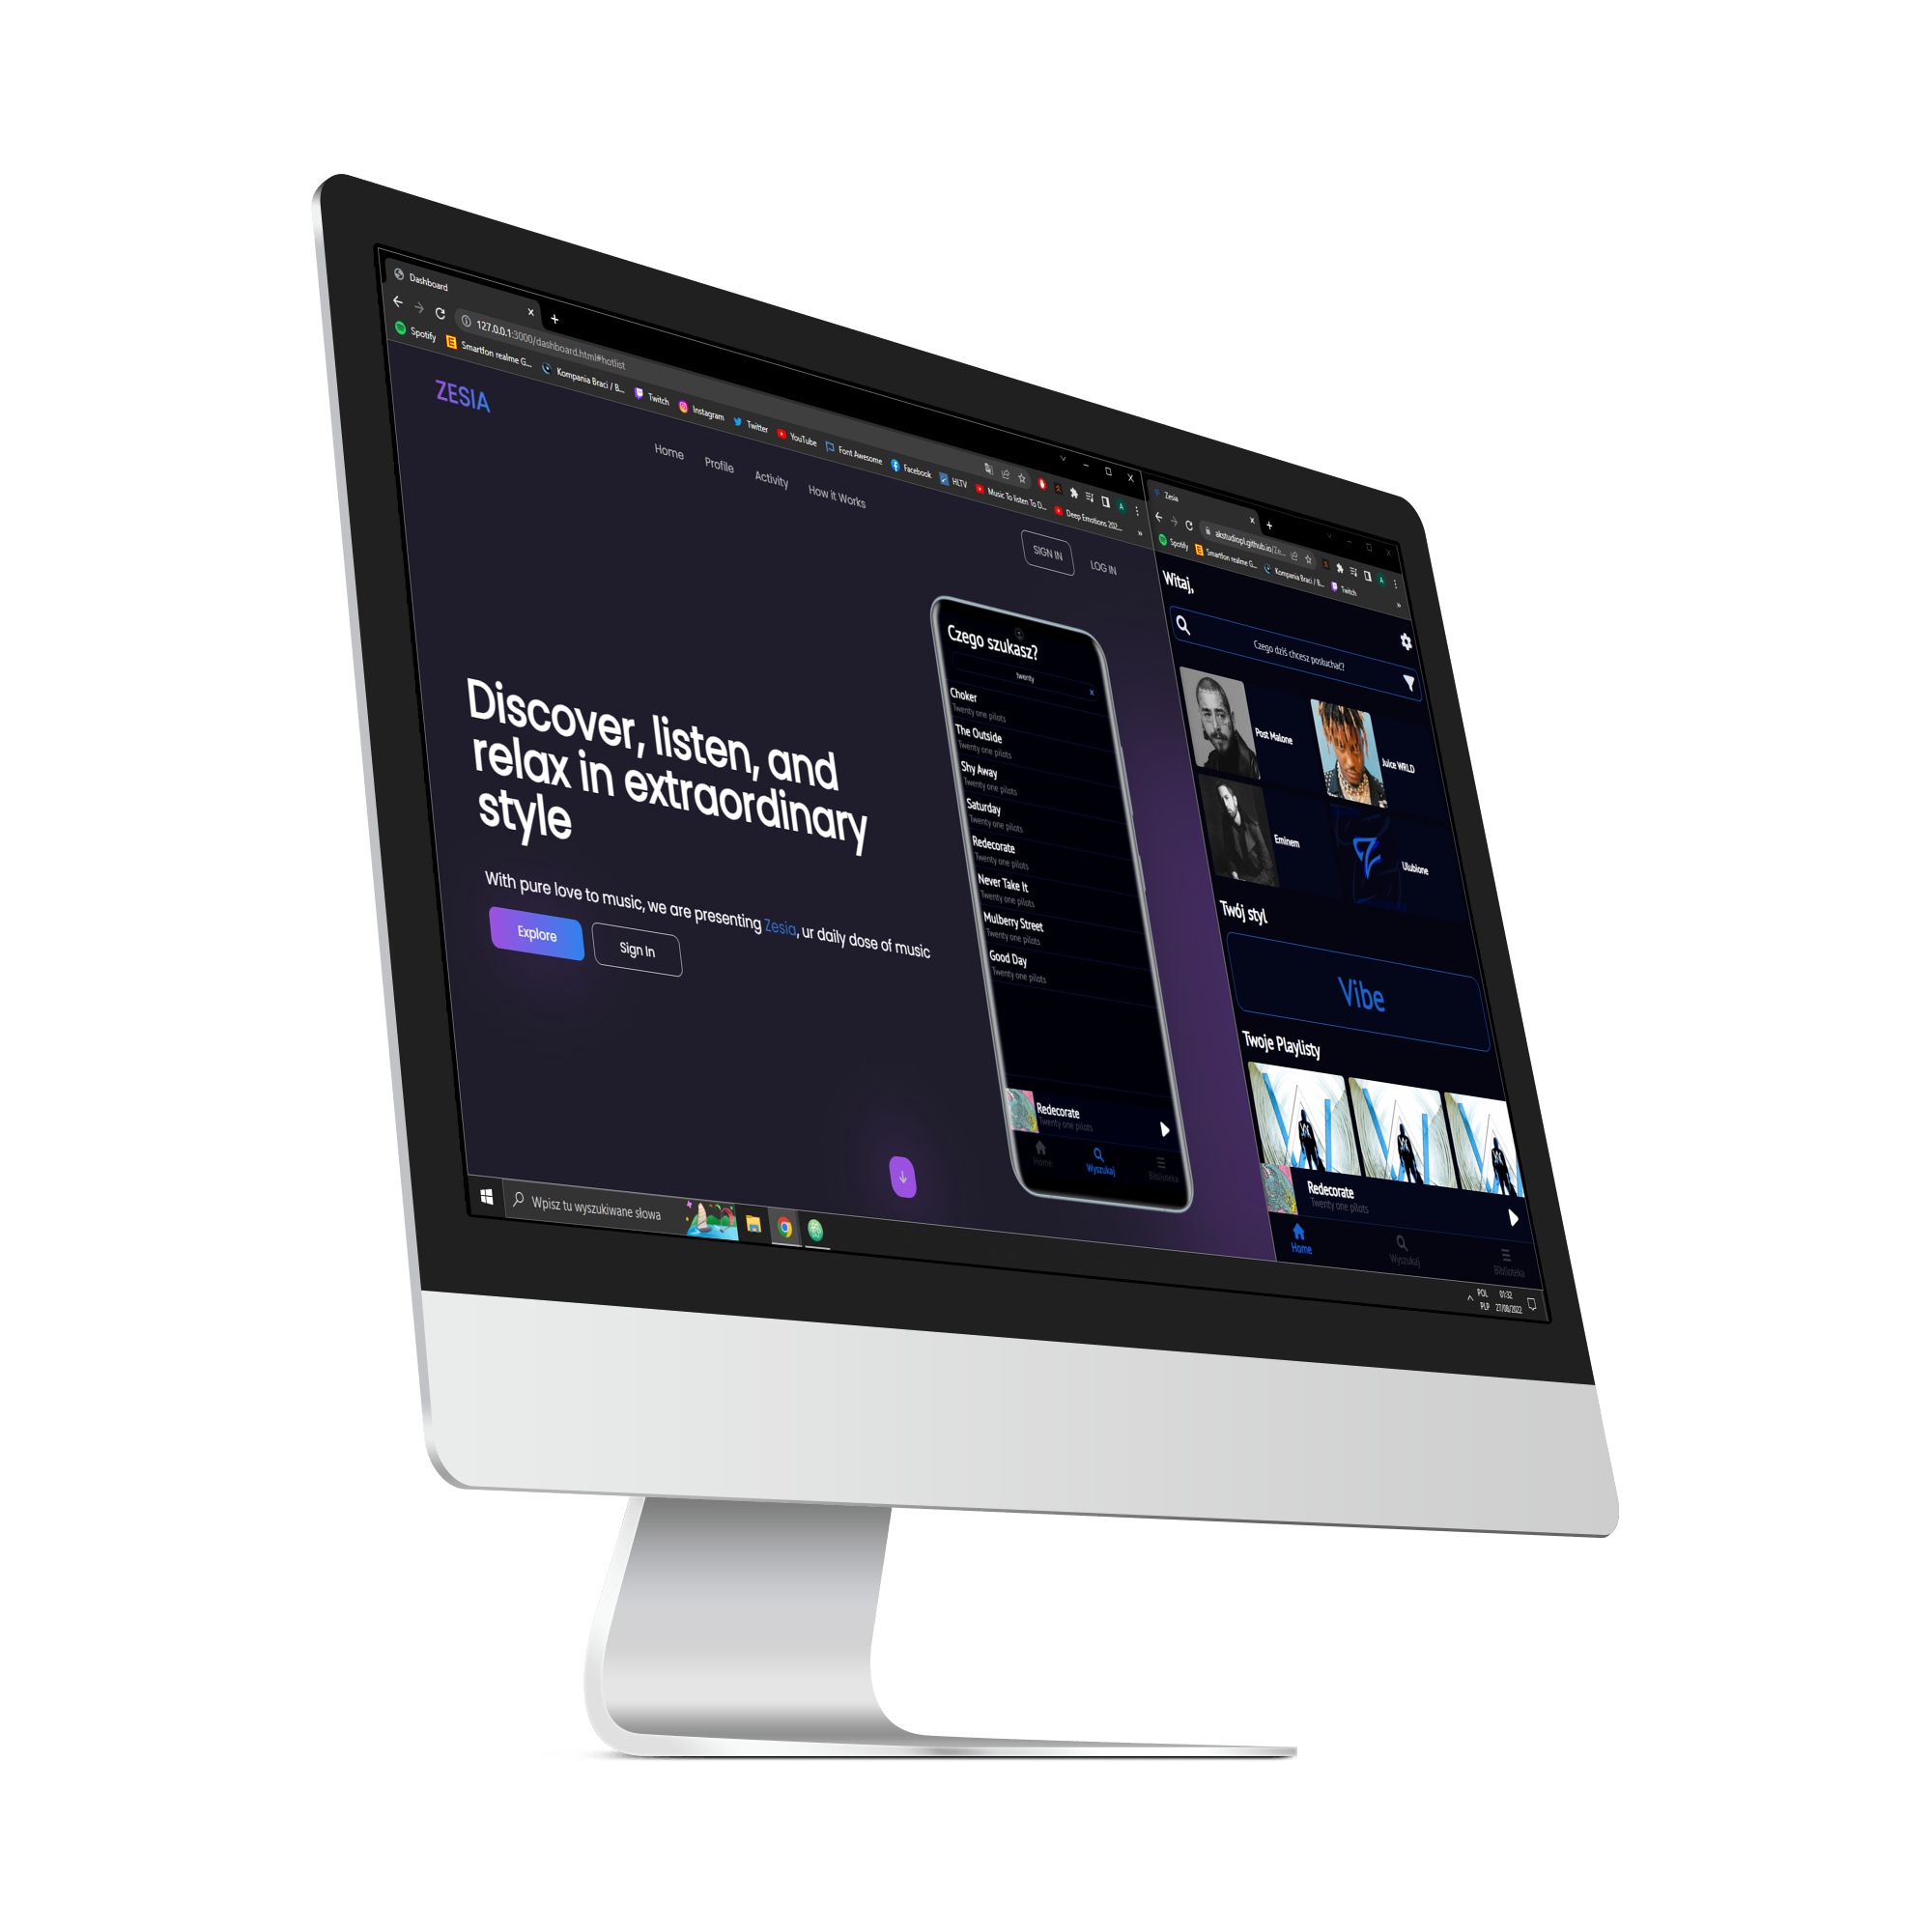 Dashboard
127.0.0.1:3000/dashboard.html#hotlist
Spotify
Smartfon realme G...
Kompania Braci / B...
Twitch
Instagram
Twitter
YouTube
Font Awesome
Facebook
HLTV
Music To listen To D...
Deep Emotions 202...
»
ZESIA
Home
Profile
Activity
How it Works
SIGN IN
LOG IN
Discover, listen, and
relax in extraordinary
style
With pure love to music, we are presenting Zesia, ur daily dose of music
Explore
Sign In
Czego szukasz?
twenty
Choker
Twenty one pilots
The Outside
Twenty one pilots
Shy Away
Twenty one pilots
Saturday
Twenty one pilots
Redecorate
Twenty one pilots
Never Take It
Twenty one pilots
Mulberry Street
Twenty one pilots
Good Day
Twenty one pilots
Redecorate
Twenty one pilots
Home
Wyszukaj
Biblioteka
Zesia
akstudiopl.github.io/Ze...
Spotify
Smartfon realme G...
Kompania Braci / B...
Twitch
»
Witaj,
Czego dziś chcesz posłuchać?
Post Malone
Juice WRLD
Eminem
Ulubione
Twój styl
Vibe
Twoje Playlisty
Redecorate
Twenty one pilots
Home
Wyszukaj
Biblioteka
Wpisz tu wyszukiwane słowa
POL
PLP
01:32
27/08/2022